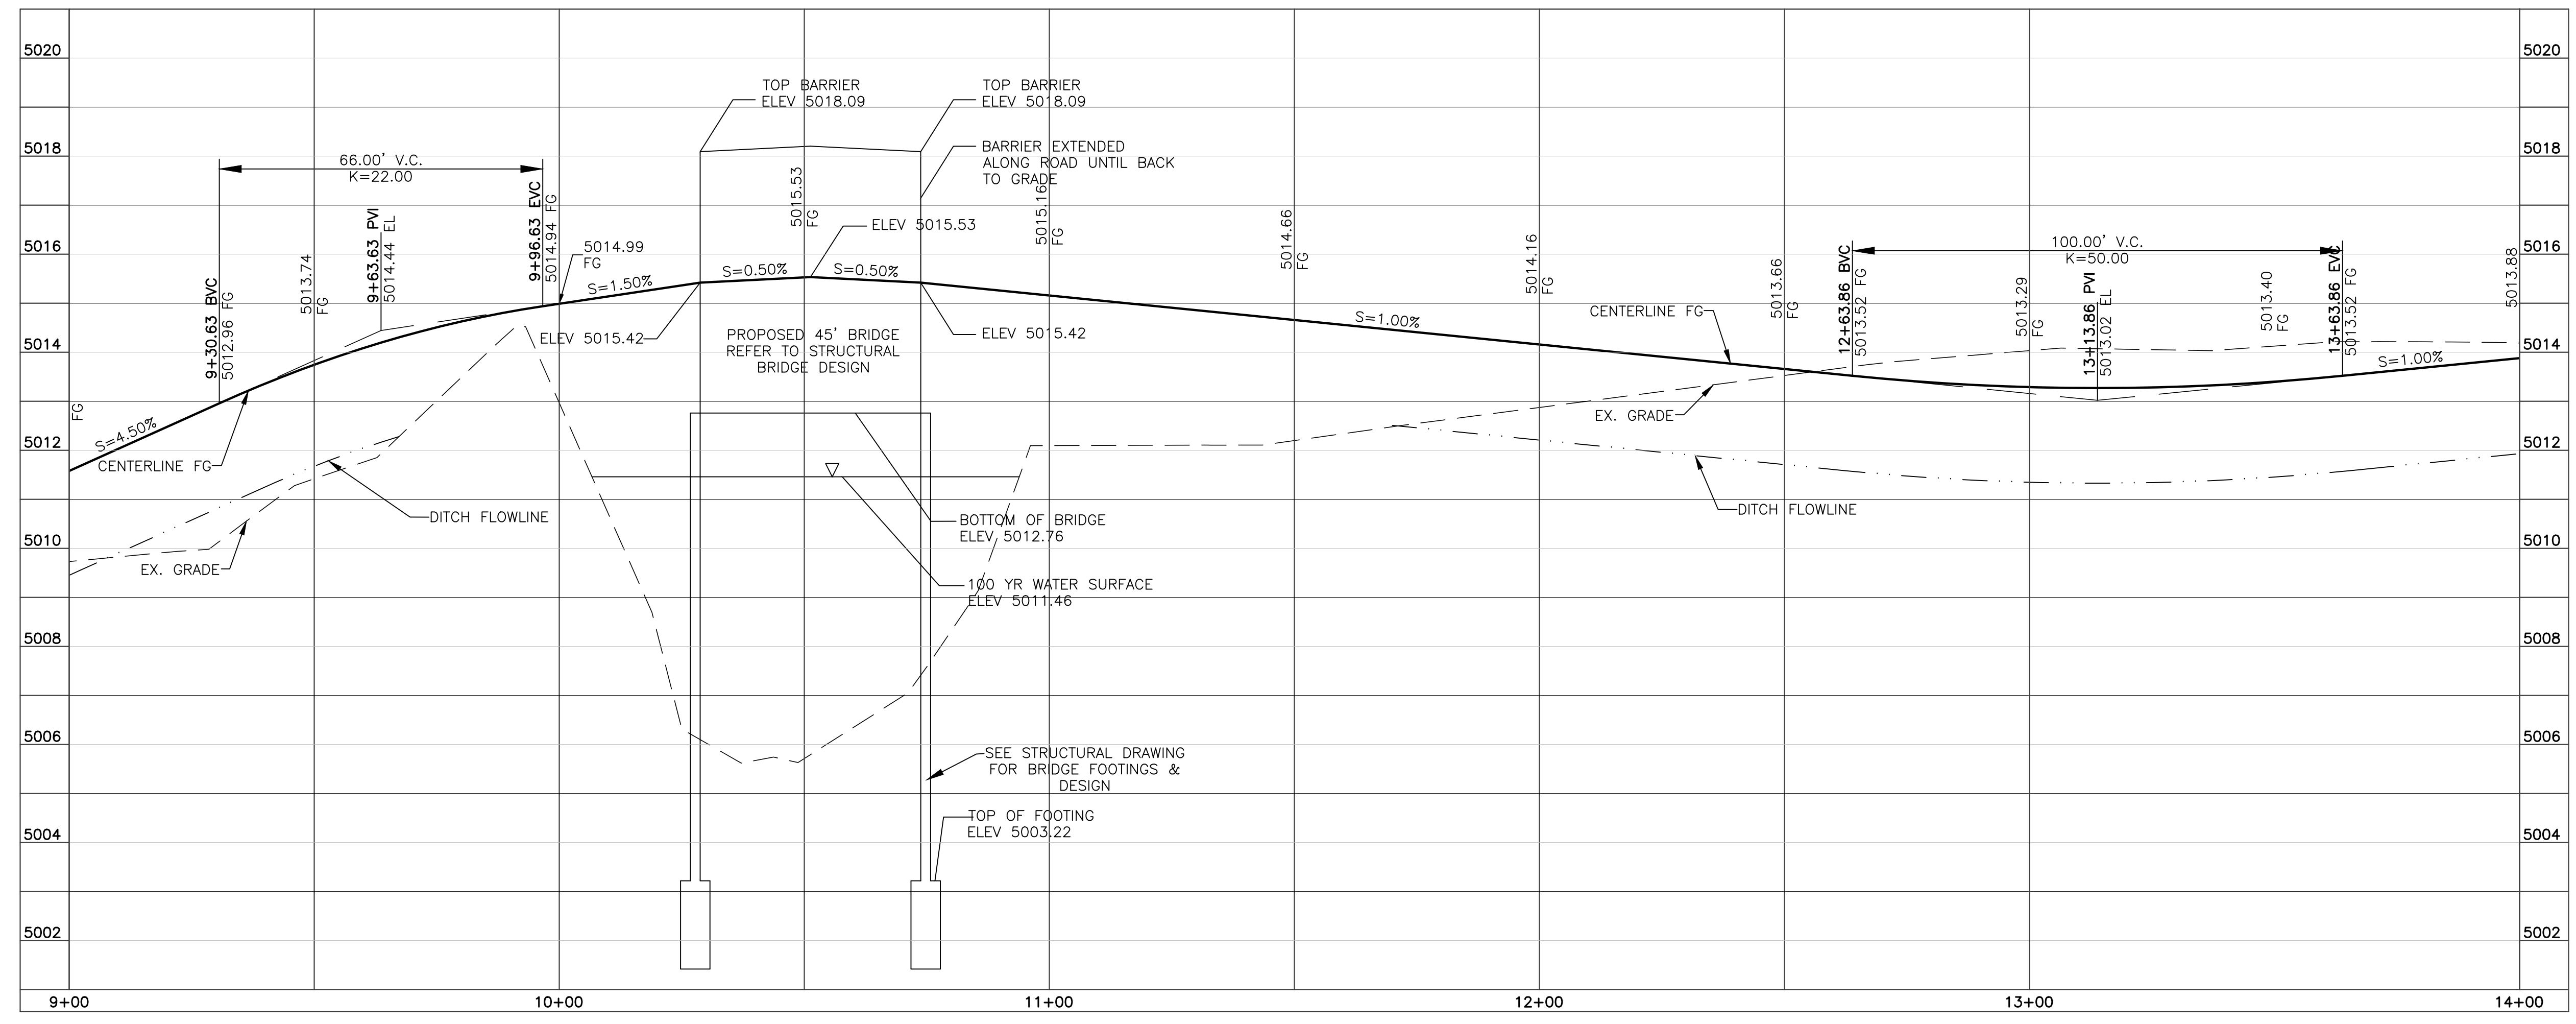 5020
5018
5016
5014
5012
5010
5008
5006
5004
5002
FG
S=4.50%
CENTERLINE FG
EX. GRADE
DITCH FLOWLINE
9+30.63 BVC
5012.96 FG
66.00' V.C.
K=22.00
5013.74
FG
9+63.63 PVI
5014.44 EL
9+96.63 EVC
5014.94 FG
5014.99
FG
S=1.50%
ELEV 5015.42
TOP BARRIER
ELEV 5018.09
S=0.50%
5015.53
FG
S=0.50%
ELEV 5015.53
TOP BARRIER
ELEV 5018.09
BARRIER EXTENDED
ALONG ROAD UNTIL BACK
TO GRADE
5015.16
FG
ELEV 5015.42
PROPOSED 45' BRIDGE
REFER TO STRUCTURAL
BRIDGE DESIGN
BOTTOM OF BRIDGE
ELEV 5012.76
100 YR WATER SURFACE
ELEV 5011.46
SEE STRUCTURAL DRAWING
FOR BRIDGE FOOTINGS &
DESIGN
TOP OF FOOTING
ELEV 5003.22
5014.66
FG
S=1.00%
5014.16
FG
CENTERLINE FG
EX. GRADE
DITCH FLOWLINE
5013.66
FG
12+63.86 BVC
5013.52 FG
100.00' V.C.
K=50.00
5013.29
FG
13+13.86 PVI
5013.02 EL
5013.40
FG
13+63.86 EVC
5013.52 FG
S=1.00%
5013.88
5020
5018
5016
5014
5012
5010
5008
5006
5004
5002
9+00
10+00
11+00
12+00
13+00
14+00